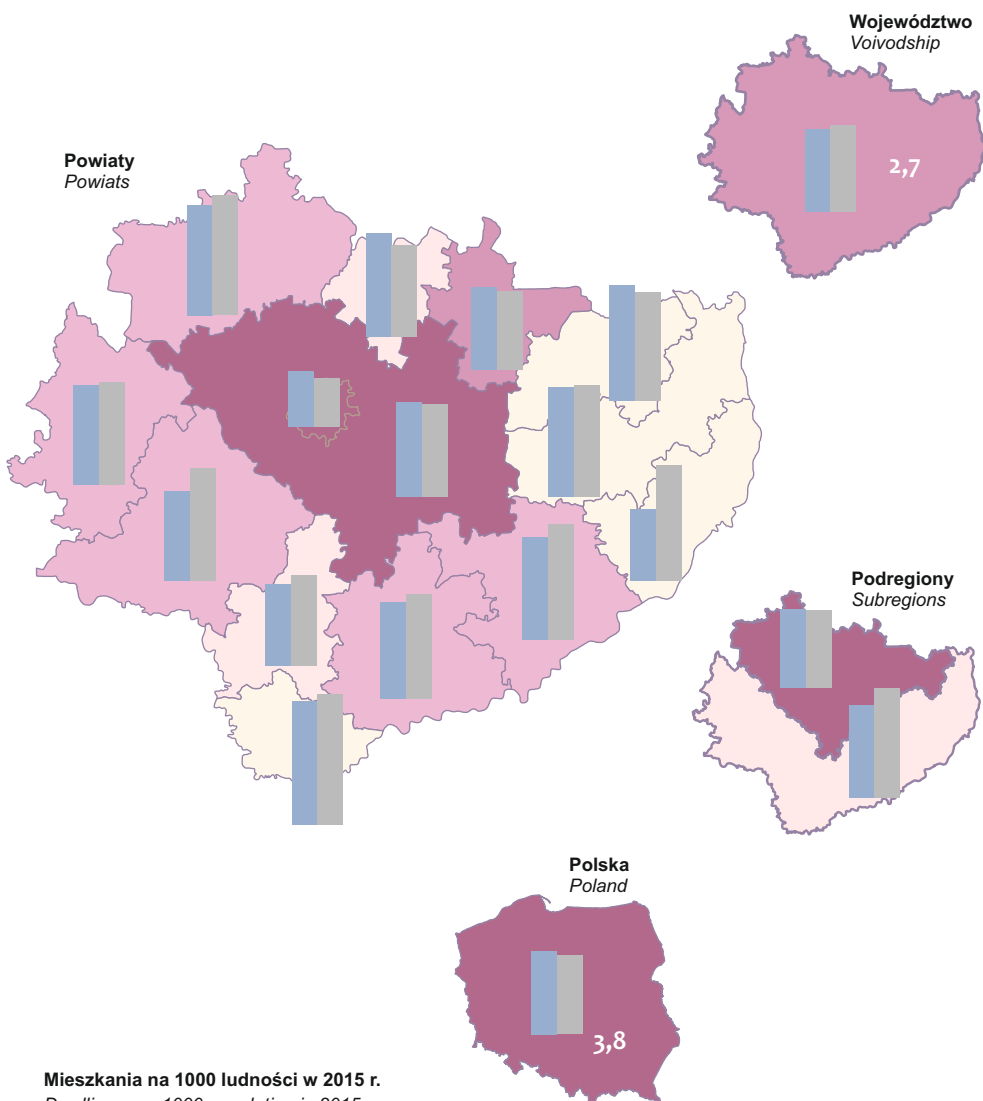 Województwo
Voivodship
2,7
Powiaty
Powiats
Podregiony
Subregions
Polska
Poland
3,8
Mieszkania na 1000 ludności w 2015 r.